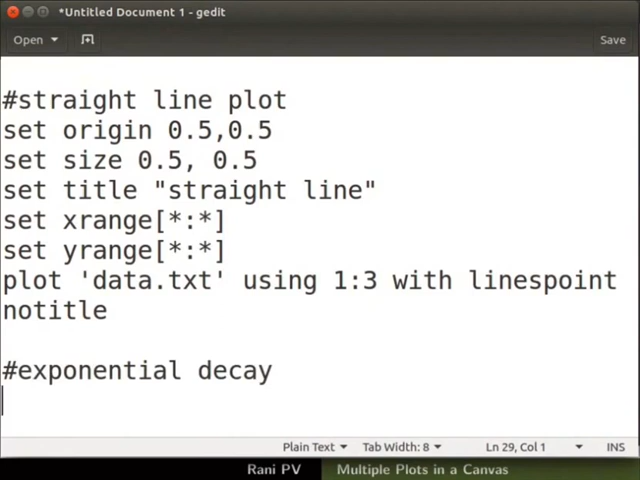 *Untitled Document 1 - gedit
Open
Save
#straight line plot
set origin 0.5,0.5
set size 0.5, 0.5
set title "straight line"
set xrange[*:*]
set yrange[*:*]
plot 'data.txt' using 1:3 with linespoint
notitle
#exponential decay
Plain Text Tab Width: 8 Ln 29, Col 1 INS
Rani PV Multiple Plots in a Canvas